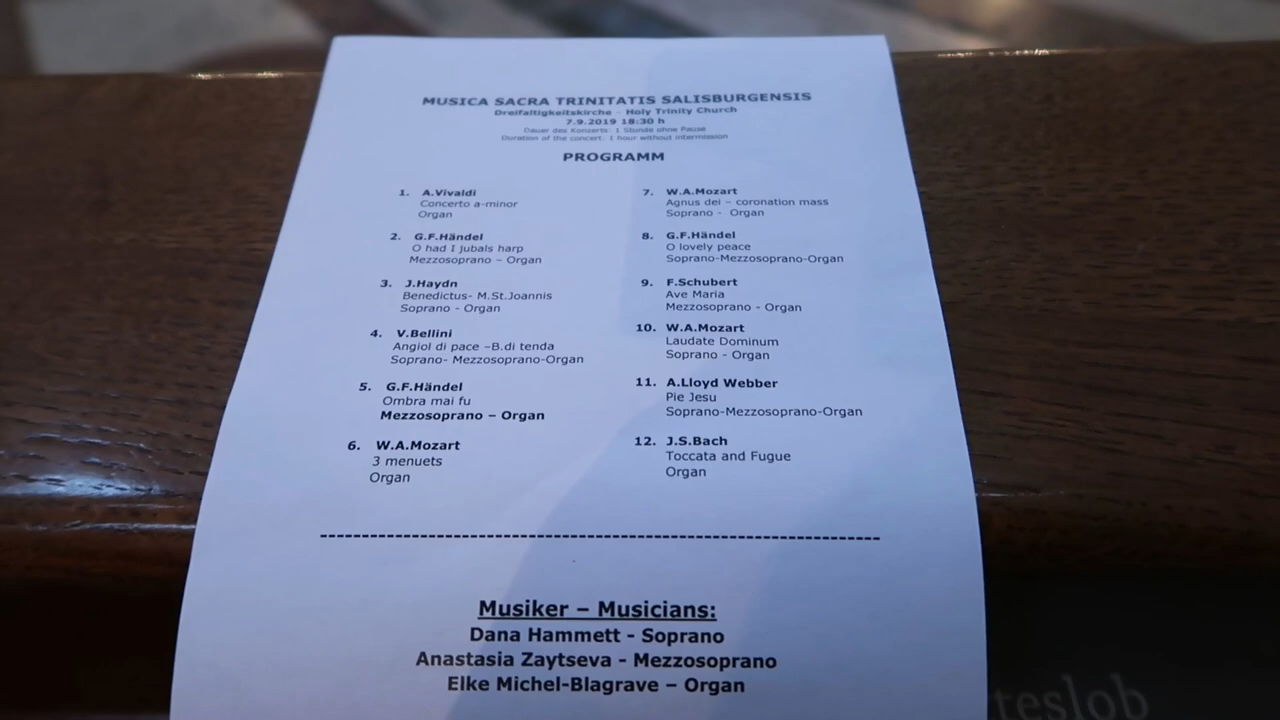 MUSICA SACRA TRINITATIS SALISBURGENSIS
Dreifaltigkeitskirche - Holy Trinity Church
7.9.2019 18:30 h
Dauer des Konzerts: 1 Stunde ohne Pause
Duration of the concert: 1 hour without intermission
PROGRAMM
1. A.Vivaldi
Concerto a-minor
Organ
2. G.F.Händel
O had I jubals harp
Mezzosoprano – Organ
3. J.Haydn
Benedictus- M.St.Joannis
Soprano - Organ
4. V.Bellini
Angiol di pace –B.di tenda
Soprano- Mezzosoprano-Organ
5. G.F.Händel
Ombra mai fu
Mezzosoprano – Organ
6. W.A.Mozart
3 menuets
Organ
7. W.A.Mozart
Agnus dei – coronation mass
Soprano - Organ
8. G.F.Händel
O lovely peace
Soprano-Mezzosoprano-Organ
9. F.Schubert
Ave Maria
Mezzosoprano - Organ
10. W.A.Mozart
Laudate Dominum
Soprano - Organ
11. A.Lloyd Webber
Pie Jesu
Soprano-Mezzosoprano-Organ
12. J.S.Bach
Toccata and Fugue
Organ
Musiker – Musicians:
Dana Hammett - Soprano
Anastasia Zaytseva - Mezzosoprano
Elke Michel-Blagrave – Organ
teslob